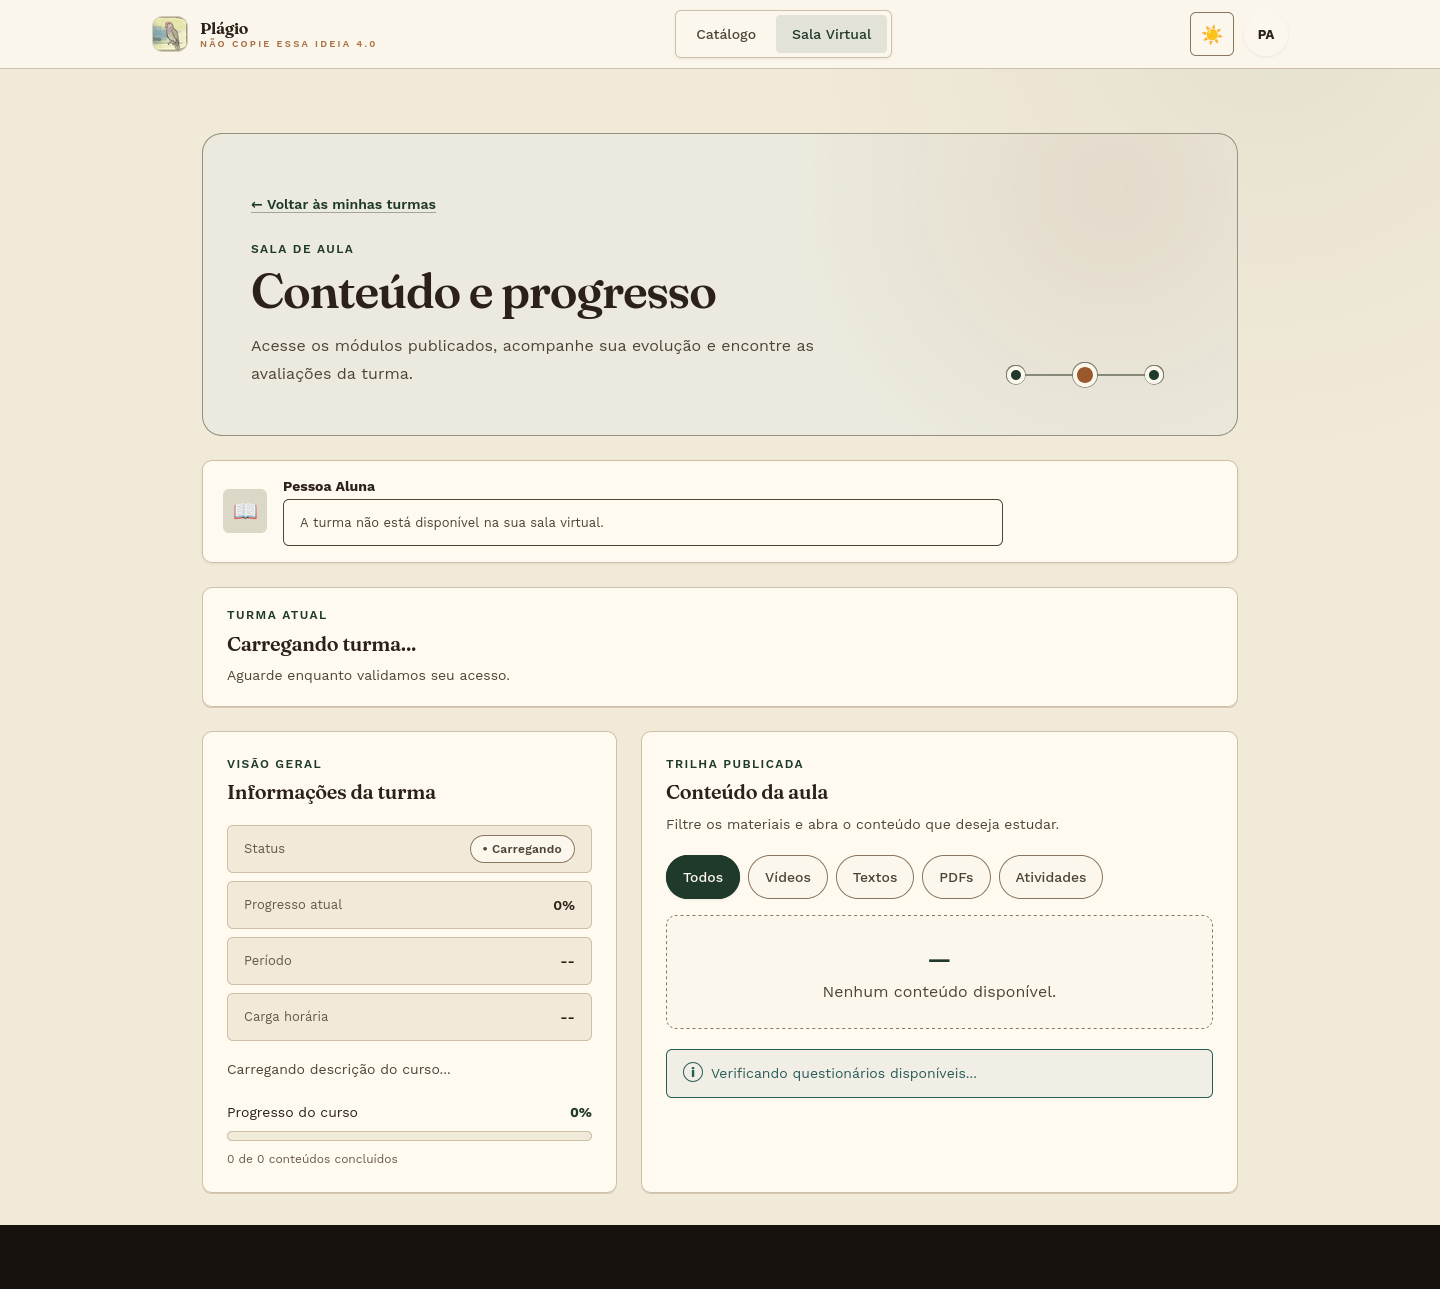 Plágio
NÃO COPIE ESSA IDEIA 4.0
Catálogo
Sala Virtual
PA
← Voltar às minhas turmas
SALA DE AULA
Conteúdo e progresso
Acesse os módulos publicados, acompanhe sua evolução e encontre as
avaliações da turma.
Pessoa Aluna
A turma não está disponível na sua sala virtual.
TURMA ATUAL
Carregando turma...
Aguarde enquanto validamos seu acesso.
VISÃO GERAL
Informações da turma
Status
• Carregando
Progresso atual
0%
Período
--
Carga horária
--
Carregando descrição do curso...
Progresso do curso
0%
0 de 0 conteúdos concluídos
TRILHA PUBLICADA
Conteúdo da aula
Filtre os materiais e abra o conteúdo que deseja estudar.
Todos
Vídeos
Textos
PDFs
Atividades
—
Nenhum conteúdo disponível.
i Verificando questionários disponíveis...